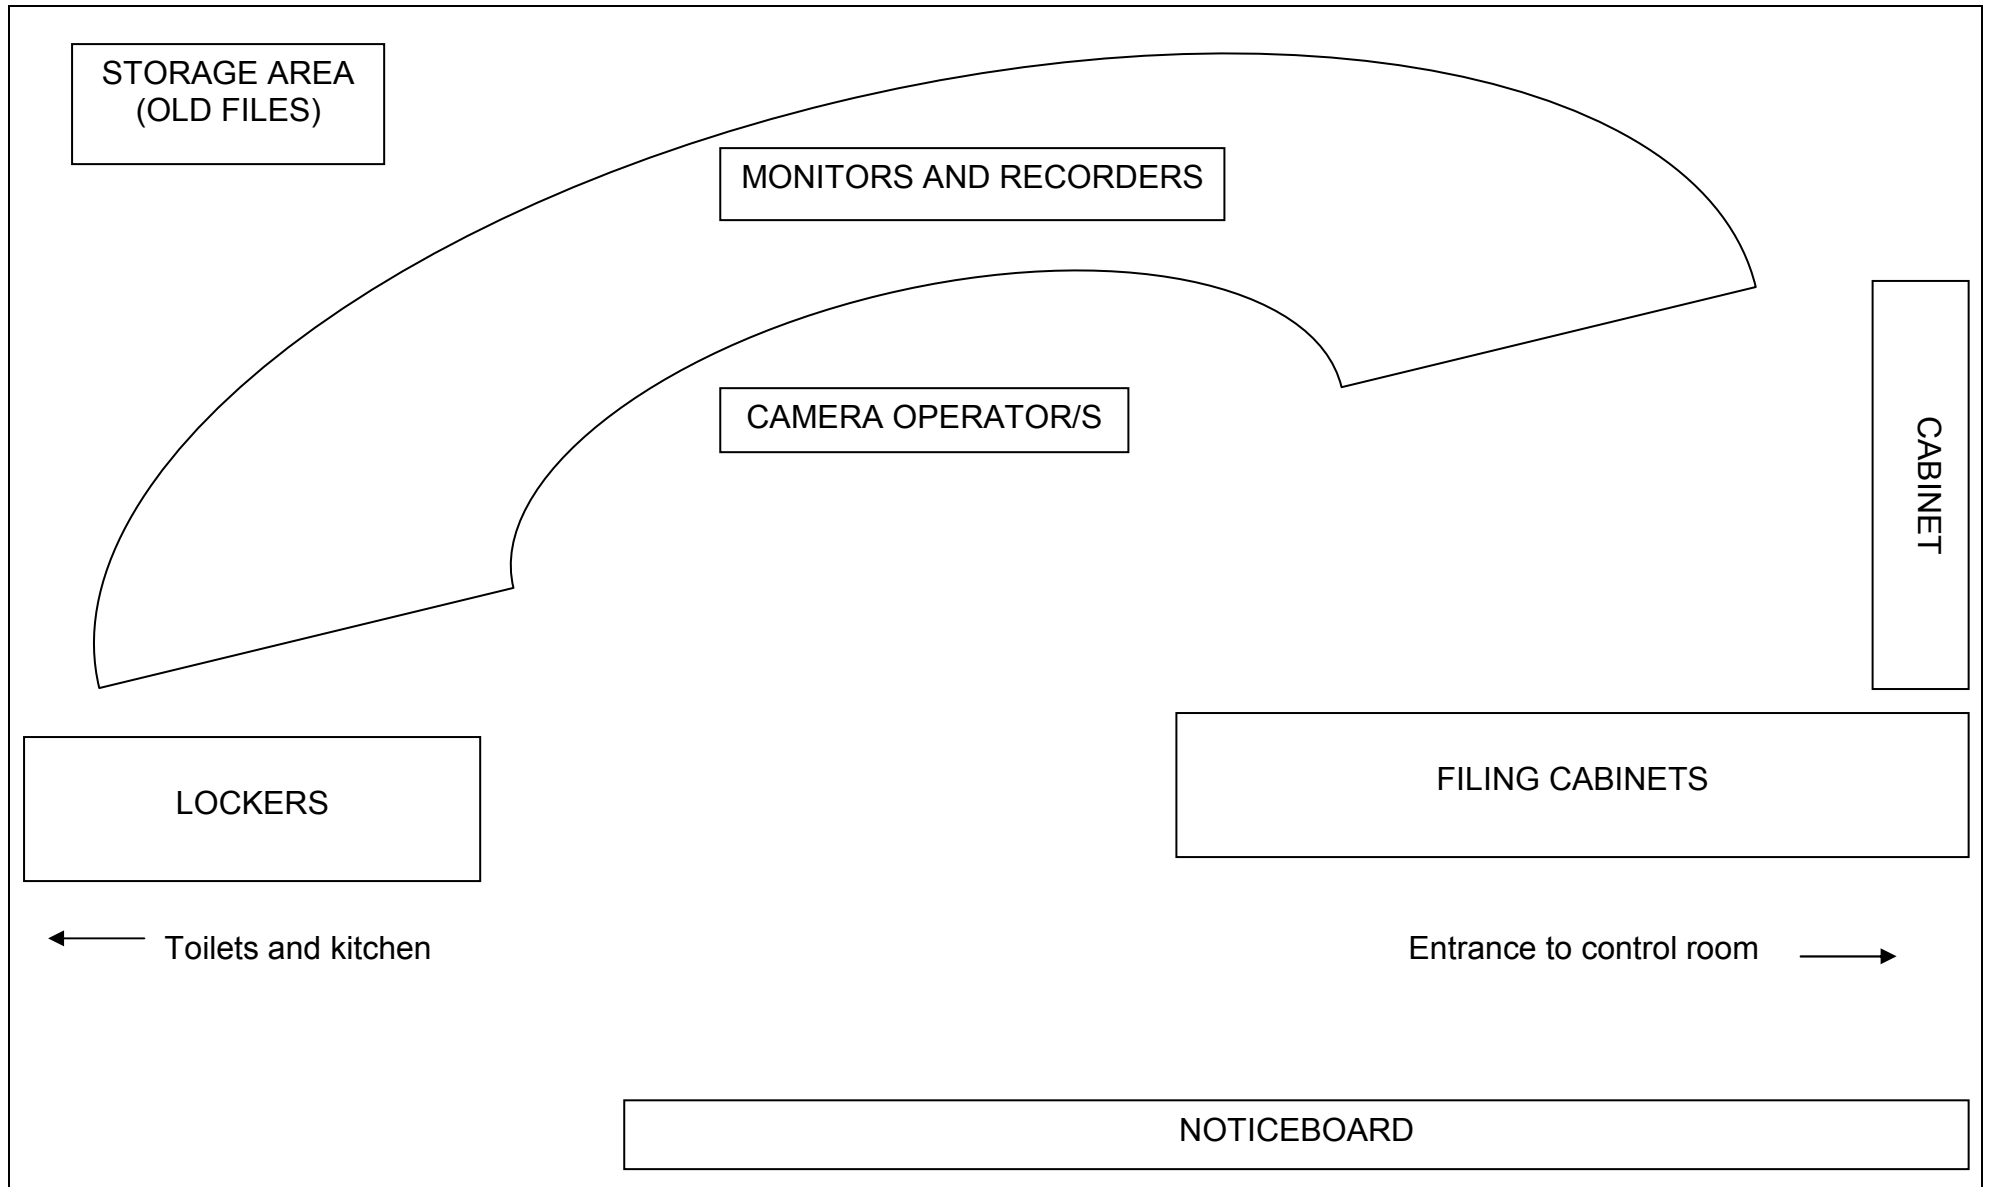 STORAGE AREA
(OLD FILES)
MONITORS AND RECORDERS
CAMERA OPERATOR/S
CABINET
FILING CABINETS
LOCKERS
Toilets and kitchen
Entrance to control room
NOTICEBOARD